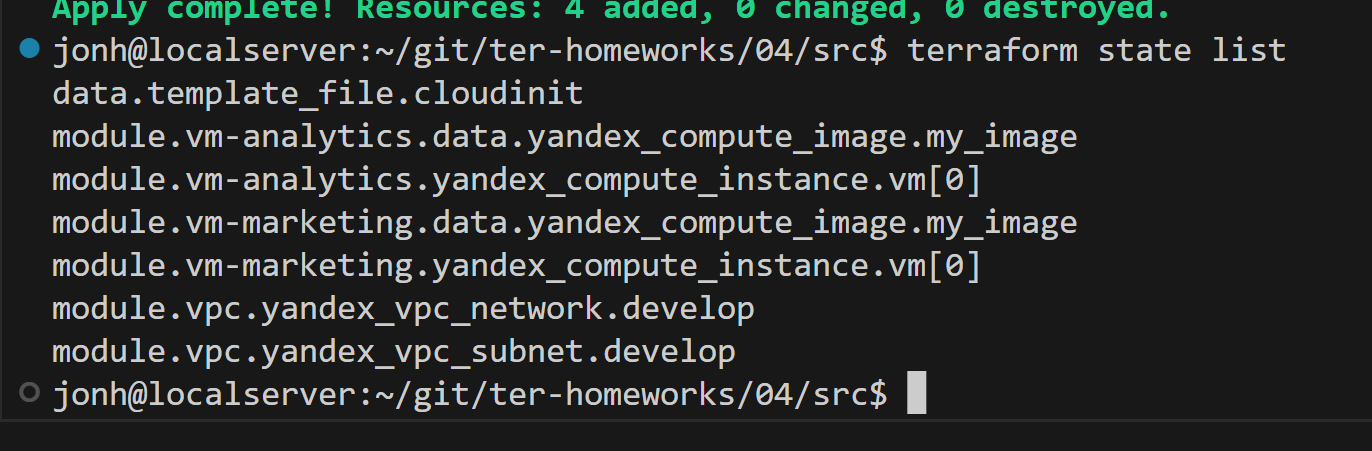 Apply complete! Resources: 4 added, 0 changed, 0 destroyed.
jonh@localserver:~/git/ter-homeworks/04/src$ terraform state list
data.template_file.cloudinit
module.vm-analytics.data.yandex_compute_image.my_image
module.vm-analytics.yandex_compute_instance.vm[0]
module.vm-marketing.data.yandex_compute_image.my_image
module.vm-marketing.yandex_compute_instance.vm[0]
module.vpc.yandex_vpc_network.develop
module.vpc.yandex_vpc_subnet.develop
jonh@localserver:~/git/ter-homeworks/04/src$